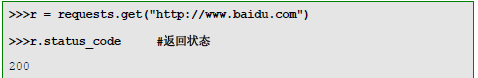 >>>r = requests.get("http://www.baidu.com")
>>>r.status_code     #返回状态
200